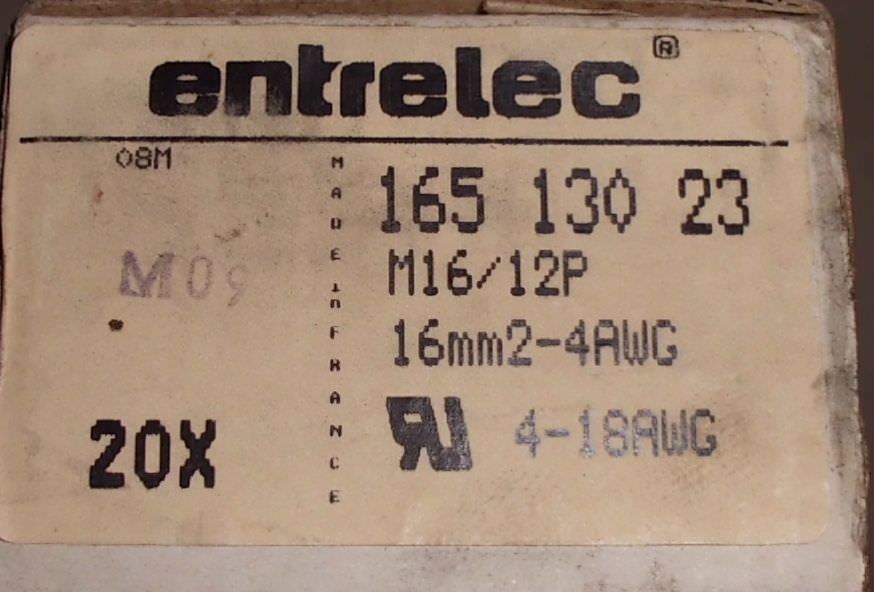 entrelec®
08M
M09
20X
MADE IN FRANCE
165 130 23
M16/12P
16mm2-4AWG
4-18AWG